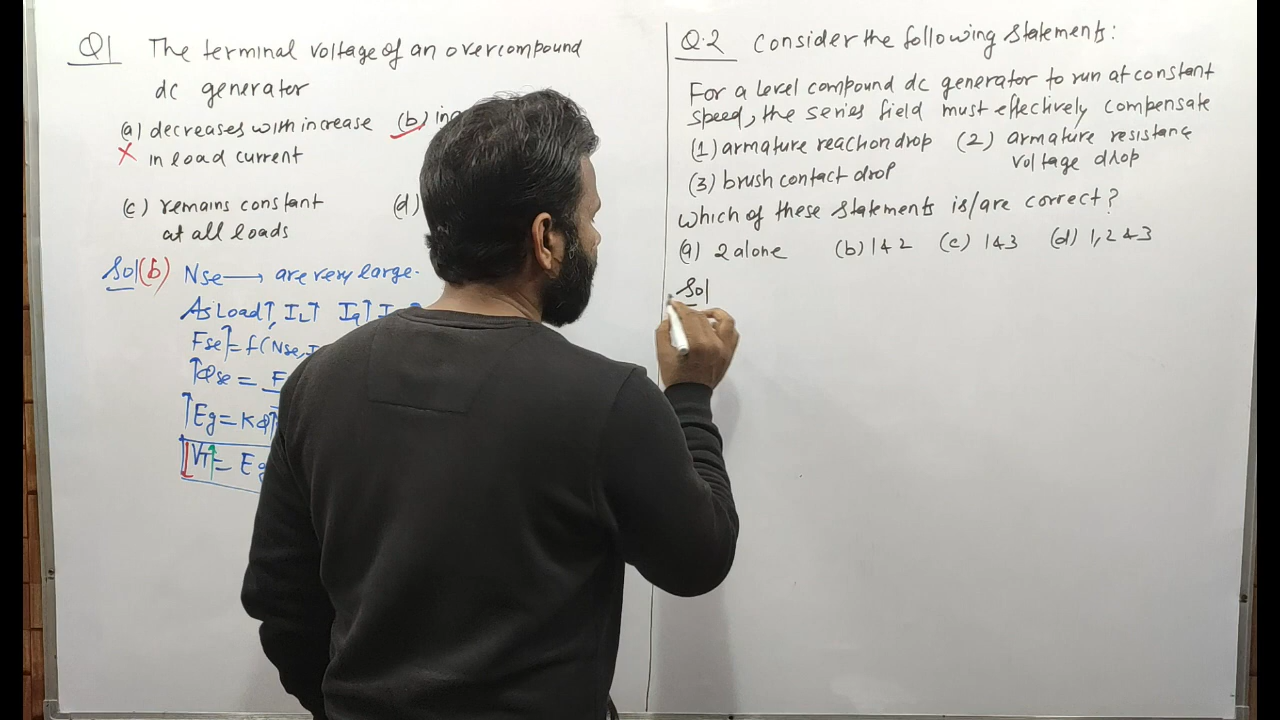 Q1 The terminal voltage of an overcompound
dc generator
(a) decreases with increase
in load current
(b)
(c) remains constant
at all loads
(d)
Sol (b) Nse → are very large.
As Load↑, IL↑ Ia↑
Fse↑ = f(Nse,
↑φse =
↑Eg = Kφ↑
VT↑ = Eg
Q.2 Consider the following statements:
For a level compound dc generator to run at constant
speed, the series field must effectively compensate
(1) armature reaction drop (2) armature resistance
voltage drop
(3) brush contact drop
Which of these statements is/are correct?
(a) 2 alone (b) 1 & 2 (c) 1 & 3 (d) 1, 2 & 3
Sol